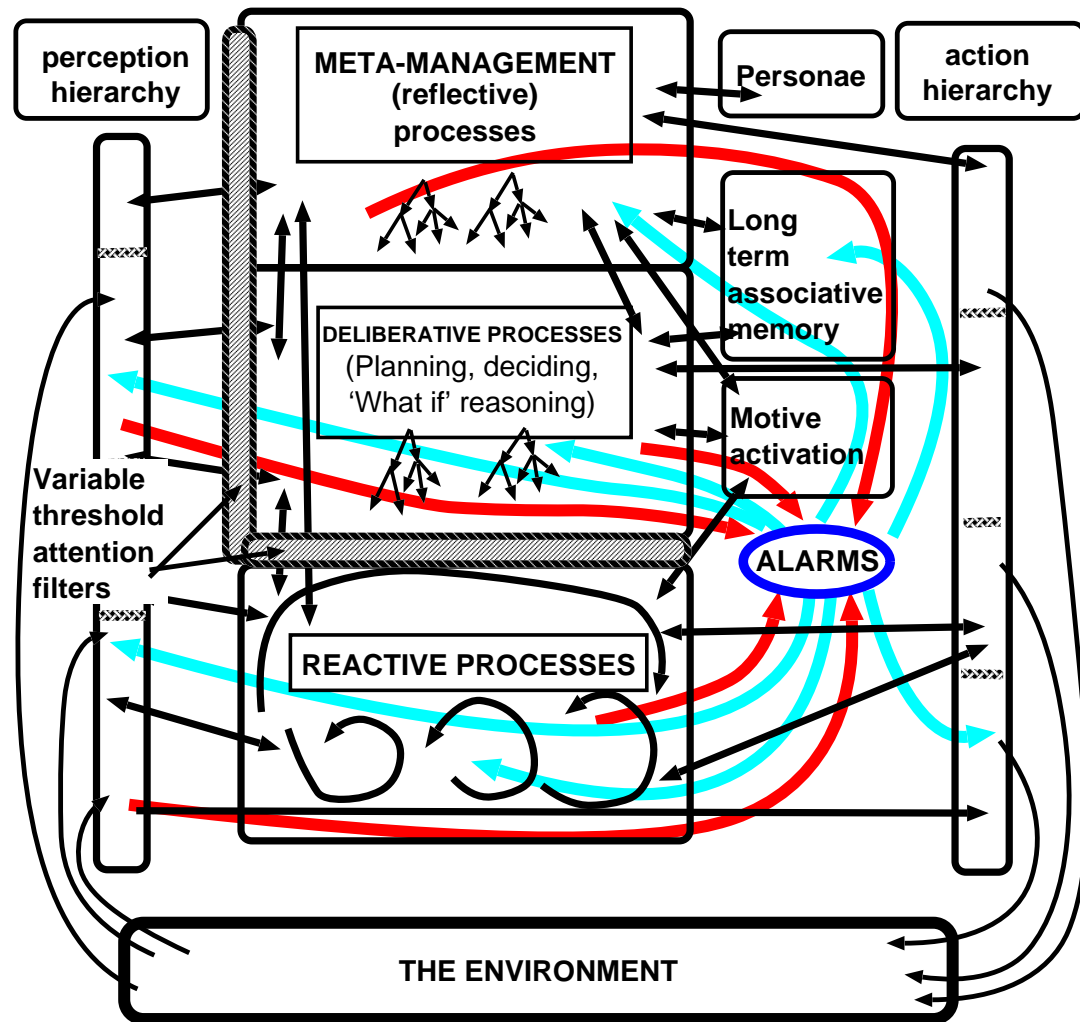 perception
hierarchy
META-MANAGEMENT
(reflective)
processes
Personae
action
hierarchy
Long
term
associative
memory
DELIBERATIVE PROCESSES
(Planning, deciding,
‘What if’ reasoning)
Motive
activation
Variable
threshold
attention
filters
ALARMS
REACTIVE PROCESSES
THE ENVIRONMENT